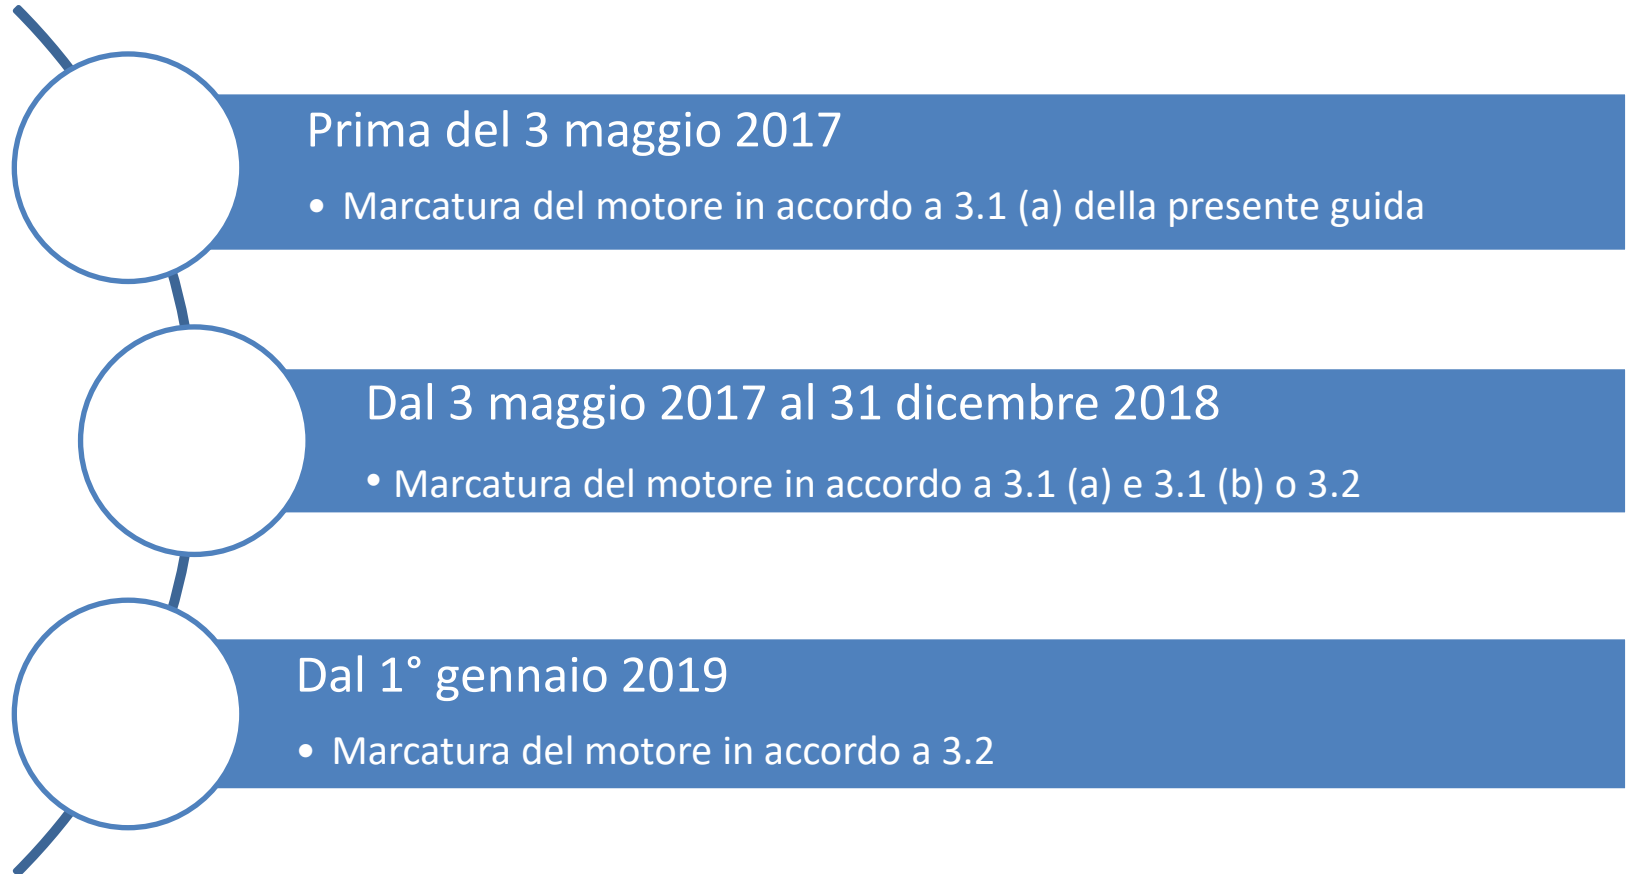 Prima del 3 maggio 2017
• Marcatura del motore in accordo a 3.1 (a) della presente guida
Dal 3 maggio 2017 al 31 dicembre 2018
• Marcatura del motore in accordo a 3.1 (a) e 3.1 (b) o 3.2
Dal 1° gennaio 2019
• Marcatura del motore in accordo a 3.2